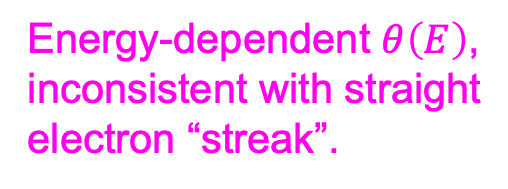 Energy-dependent θ(E),
inconsistent with straight
electron “streak”.